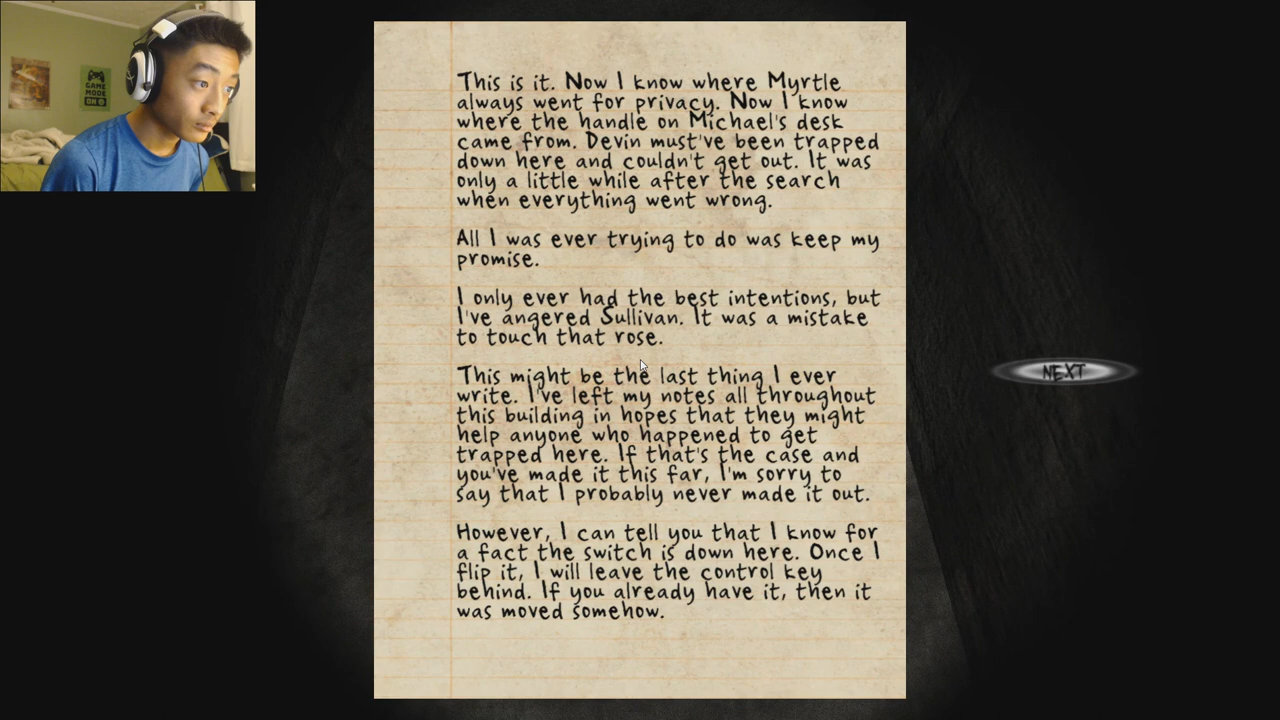 GAME
MODE
ON
This is it. Now I know where Myrtle
always went for privacy. Now I know
where the handle on Michael's desk
came from. Devin must've been trapped
down here and couldn't get out. It was
only a little while after the search
when everything went wrong.
All I was ever trying to do was keep my
promise.
I only ever had the best intentions, but
I've angered Sullivan. It was a mistake
to touch that rose.
This might be the last thing I ever
write. I've left my notes all throughout
this building in hopes that they might
help anyone who happened to get
trapped here. If that's the case and
you've made it this far, I'm sorry to
say that I probably never made it out.
However, I can tell you that I know for
a fact the switch is down here. Once I
flip it, I will leave the control key
behind. If you already have it, then it
was moved somehow.
NEXT